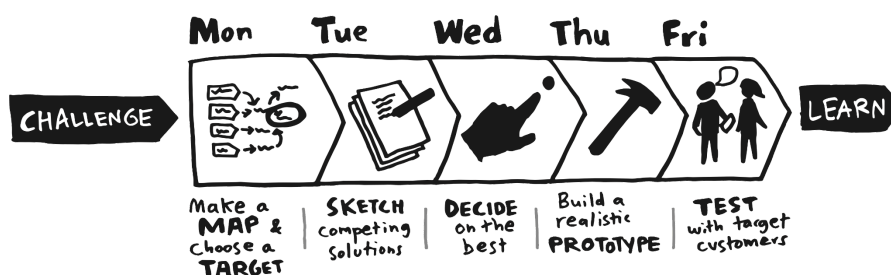 Mon Tue Wed Thu Fri
CHALLENGE
LEARN
Make a
MAP &
choose a
TARGET
SKETCH
competing
solutions
DECIDE
on the
best
Build a
realistic
PROTOTYPE
TEST
with target
customers